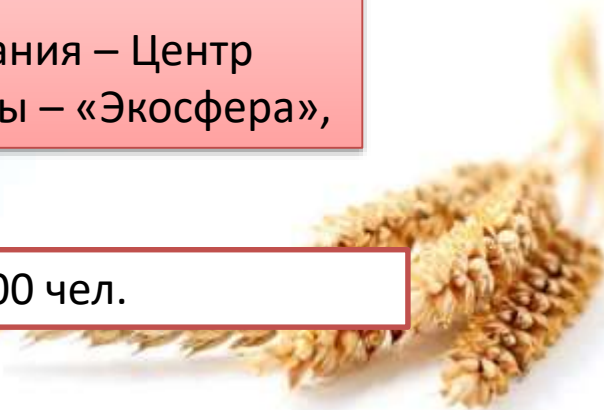 ания – Центр
ы – «Экосфера»,
00 чел.